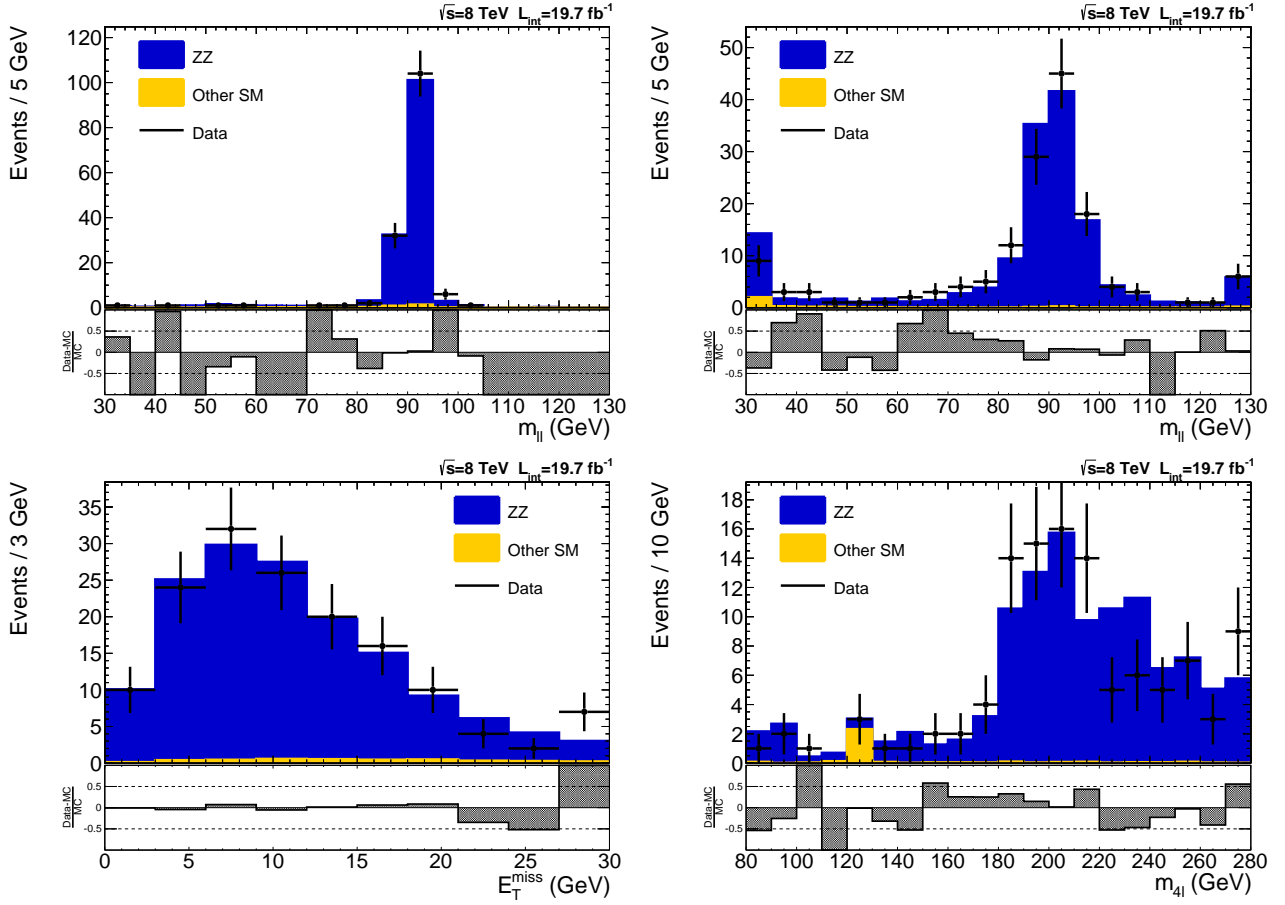 √s=8 TeV L_int=19.7 fb⁻¹
Events / 5 GeV
120
100
80
60
40
20
0
ZZ
Other SM
Data
Data-MC
MC
0.5
0
-0.5
30 40 50 60 70 80 90 100 110 120 130
m_ll (GeV)
√s=8 TeV L_int=19.7 fb⁻¹
Events / 5 GeV
50
40
30
20
10
0
ZZ
Other SM
Data
Data-MC
MC
0.5
0
-0.5
30 40 50 60 70 80 90 100 110 120 130
m_ll (GeV)
√s=8 TeV L_int=19.7 fb⁻¹
Events / 3 GeV
35
30
25
20
15
10
5
0
ZZ
Other SM
Data
Data-MC
MC
0.5
0
-0.5
0 5 10 15 20 25 30
E_T^miss (GeV)
√s=8 TeV L_int=19.7 fb⁻¹
Events / 10 GeV
18
16
14
12
10
8
6
4
2
0
ZZ
Other SM
Data
Data-MC
MC
0.5
0
-0.5
80 100 120 140 160 180 200 220 240 260 280
m_4l (GeV)